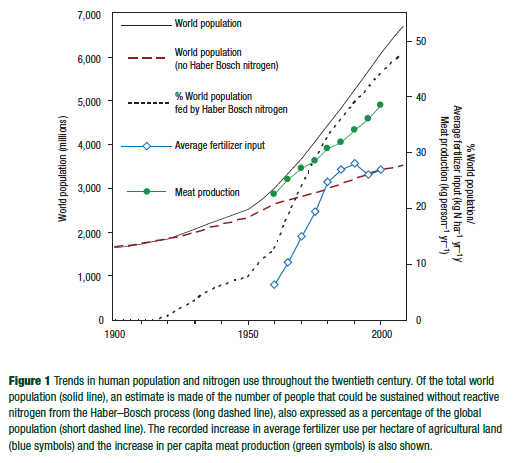 World population (millions)
7,000
6,000
5,000
4,000
3,000
2,000
1,000
0
World population
World population
(no Haber Bosch nitrogen)
% World population
fed by Haber Bosch nitrogen
Average fertilizer input
Meat production
50
40
30
20
10
0
% World population/
Average fertilizer input (kg N ha⁻¹ yr⁻¹)/
Meat production (kg person⁻¹ yr⁻¹)
1900
1950
2000
Figure 1 Trends in human population and nitrogen use throughout the twentieth century. Of the total world
population (solid line), an estimate is made of the number of people that could be sustained without reactive
nitrogen from the Haber–Bosch process (long dashed line), also expressed as a percentage of the global
population (short dashed line). The recorded increase in average fertilizer use per hectare of agricultural land
(blue symbols) and the increase in per capita meat production (green symbols) is also shown.